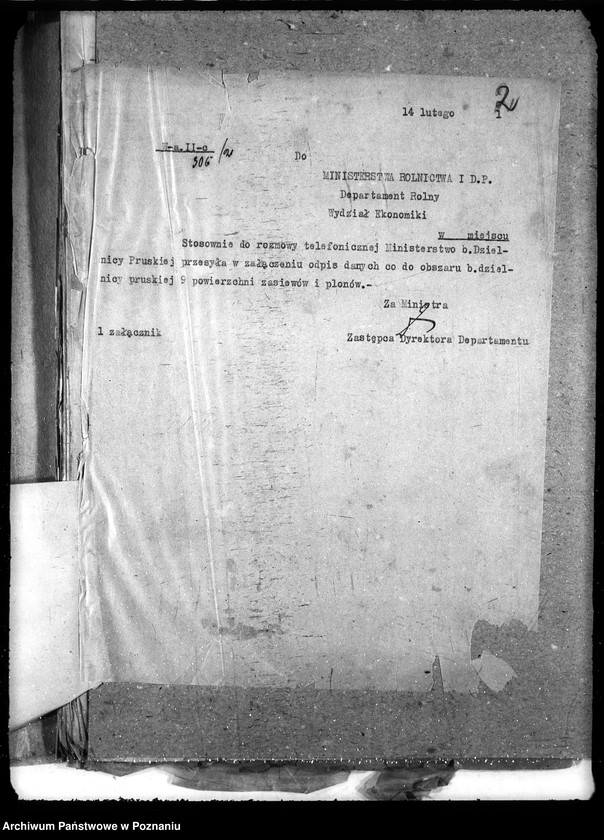 2
14 lutego 1
E-a.II-c
306/2
Do
MINISTERSTWA ROLNICTWA I D.P.
Departament Rolny
Wydział Ekonomiki
w miejscu
Stosownie do rozmowy telefonicznej Ministerstwo b.Dziel-
nicy Pruskiej przesyła w załączeniu odpis danych co do obszaru b.dziel-
nicy pruskiej 9 powierzchni zasiewów i plonów.-
Za Ministra
1 załącznik
Zastępca Dyrektora Departamentu
Archiwum Państwowe w Poznaniu